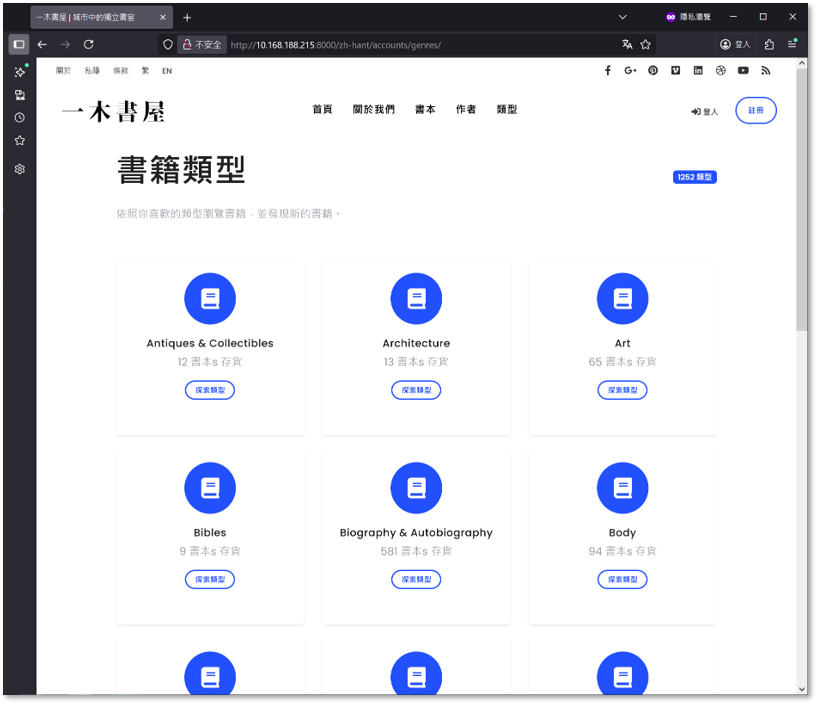 一木書屋 | 城市中的獨立書室
隱私瀏覽
不安全 http://10.168.188.215:8000/zh-hant/accounts/genres/
登入
關於 私隱 條款 繁 EN
一木書屋
首頁 關於我們 書本 作者 類型
登入 註冊
書籍類型
1252 類型
依照你喜歡的類型瀏覽書籍，並發現新的書籍。
Antiques & Collectibles
12 書本s 存貨
探索類型
Architecture
13 書本s 存貨
探索類型
Art
65 書本s 存貨
探索類型
Bibles
9 書本s 存貨
探索類型
Biography & Autobiography
581 書本s 存貨
探索類型
Body
94 書本s 存貨
探索類型